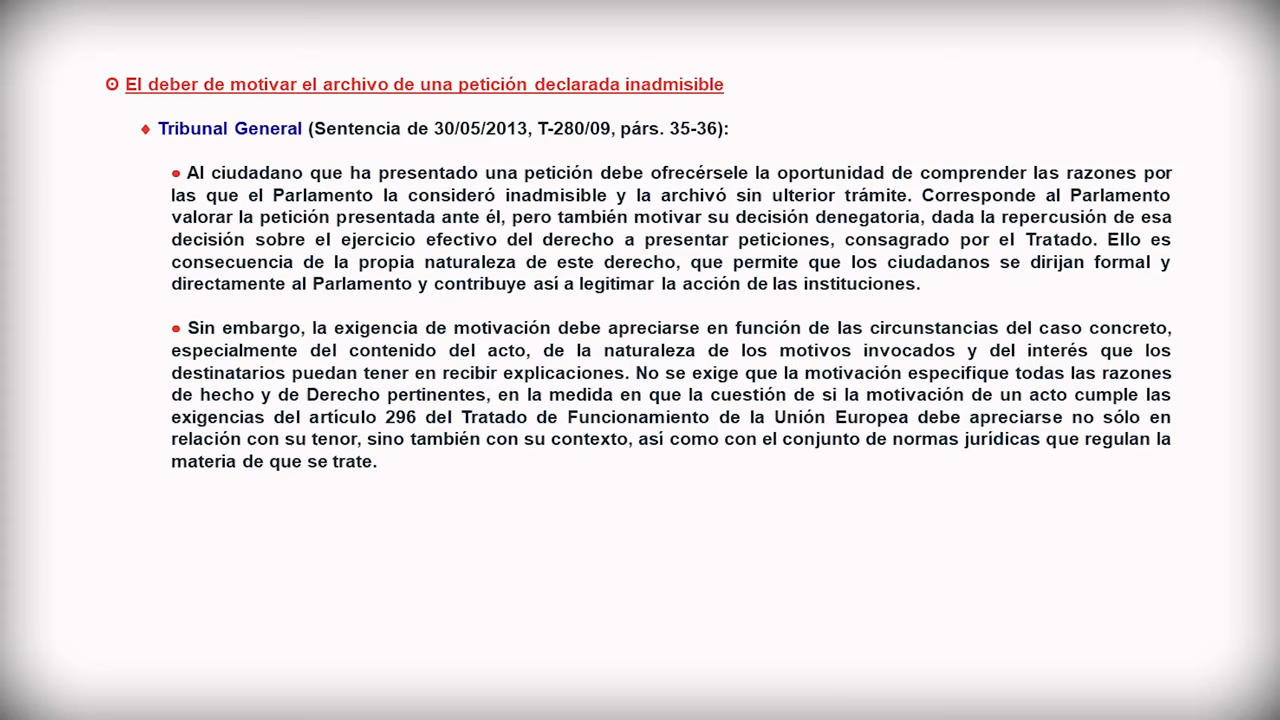 ⊙ El deber de motivar el archivo de una petición declarada inadmisible
♦ Tribunal General (Sentencia de 30/05/2013, T-280/09, párs. 35-36):
● Al ciudadano que ha presentado una petición debe ofrecérsele la oportunidad de comprender las razones por
las que el Parlamento la consideró inadmisible y la archivó sin ulterior trámite. Corresponde al Parlamento
valorar la petición presentada ante él, pero también motivar su decisión denegatoria, dada la repercusión de esa
decisión sobre el ejercicio efectivo del derecho a presentar peticiones, consagrado por el Tratado. Ello es
consecuencia de la propia naturaleza de este derecho, que permite que los ciudadanos se dirijan formal y
directamente al Parlamento y contribuye así a legitimar la acción de las instituciones.
● Sin embargo, la exigencia de motivación debe apreciarse en función de las circunstancias del caso concreto,
especialmente del contenido del acto, de la naturaleza de los motivos invocados y del interés que los
destinatarios puedan tener en recibir explicaciones. No se exige que la motivación especifique todas las razones
de hecho y de Derecho pertinentes, en la medida en que la cuestión de si la motivación de un acto cumple las
exigencias del artículo 296 del Tratado de Funcionamiento de la Unión Europea debe apreciarse no sólo en
relación con su tenor, sino también con su contexto, así como con el conjunto de normas jurídicas que regulan la
materia de que se trate.